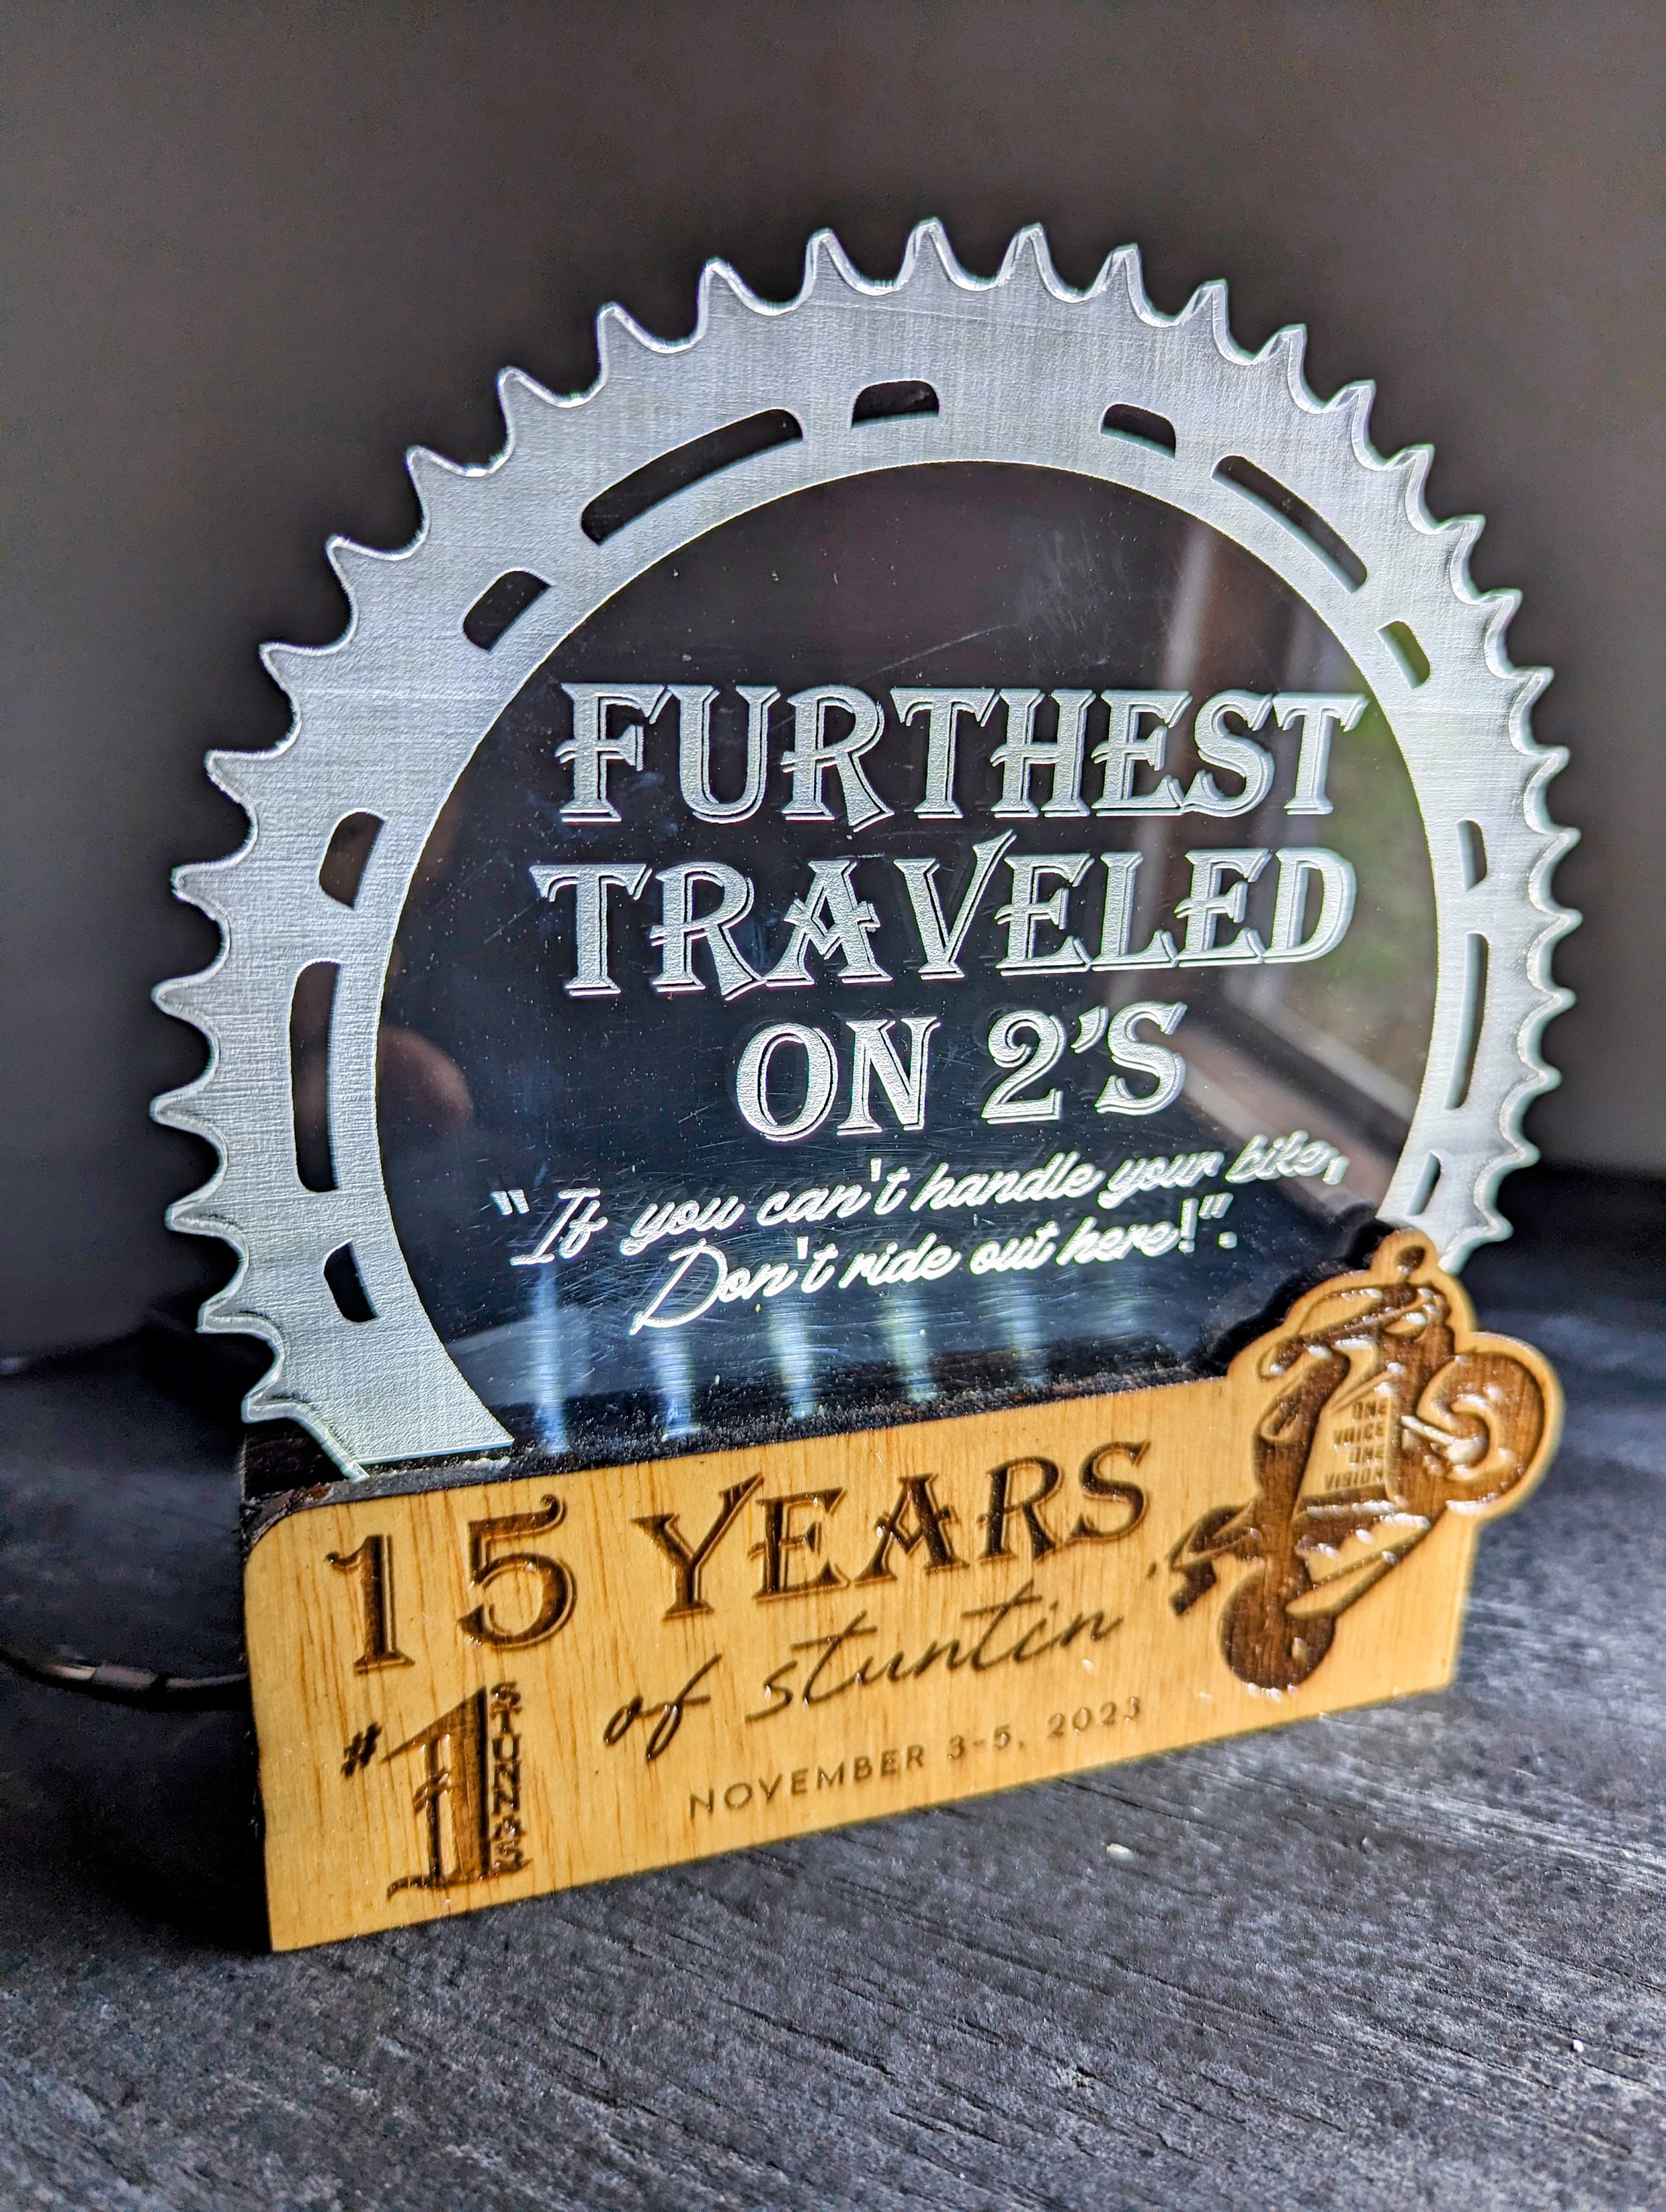 FURTHEST
TRAVELED
ON 2'S
"If you can't handle your bike,
Don't ride out here!".
15 YEARS
of stuntin
NOVEMBER 3-5, 2023
#1
STUNNAS
ONE
VOICE
ONE
VISION